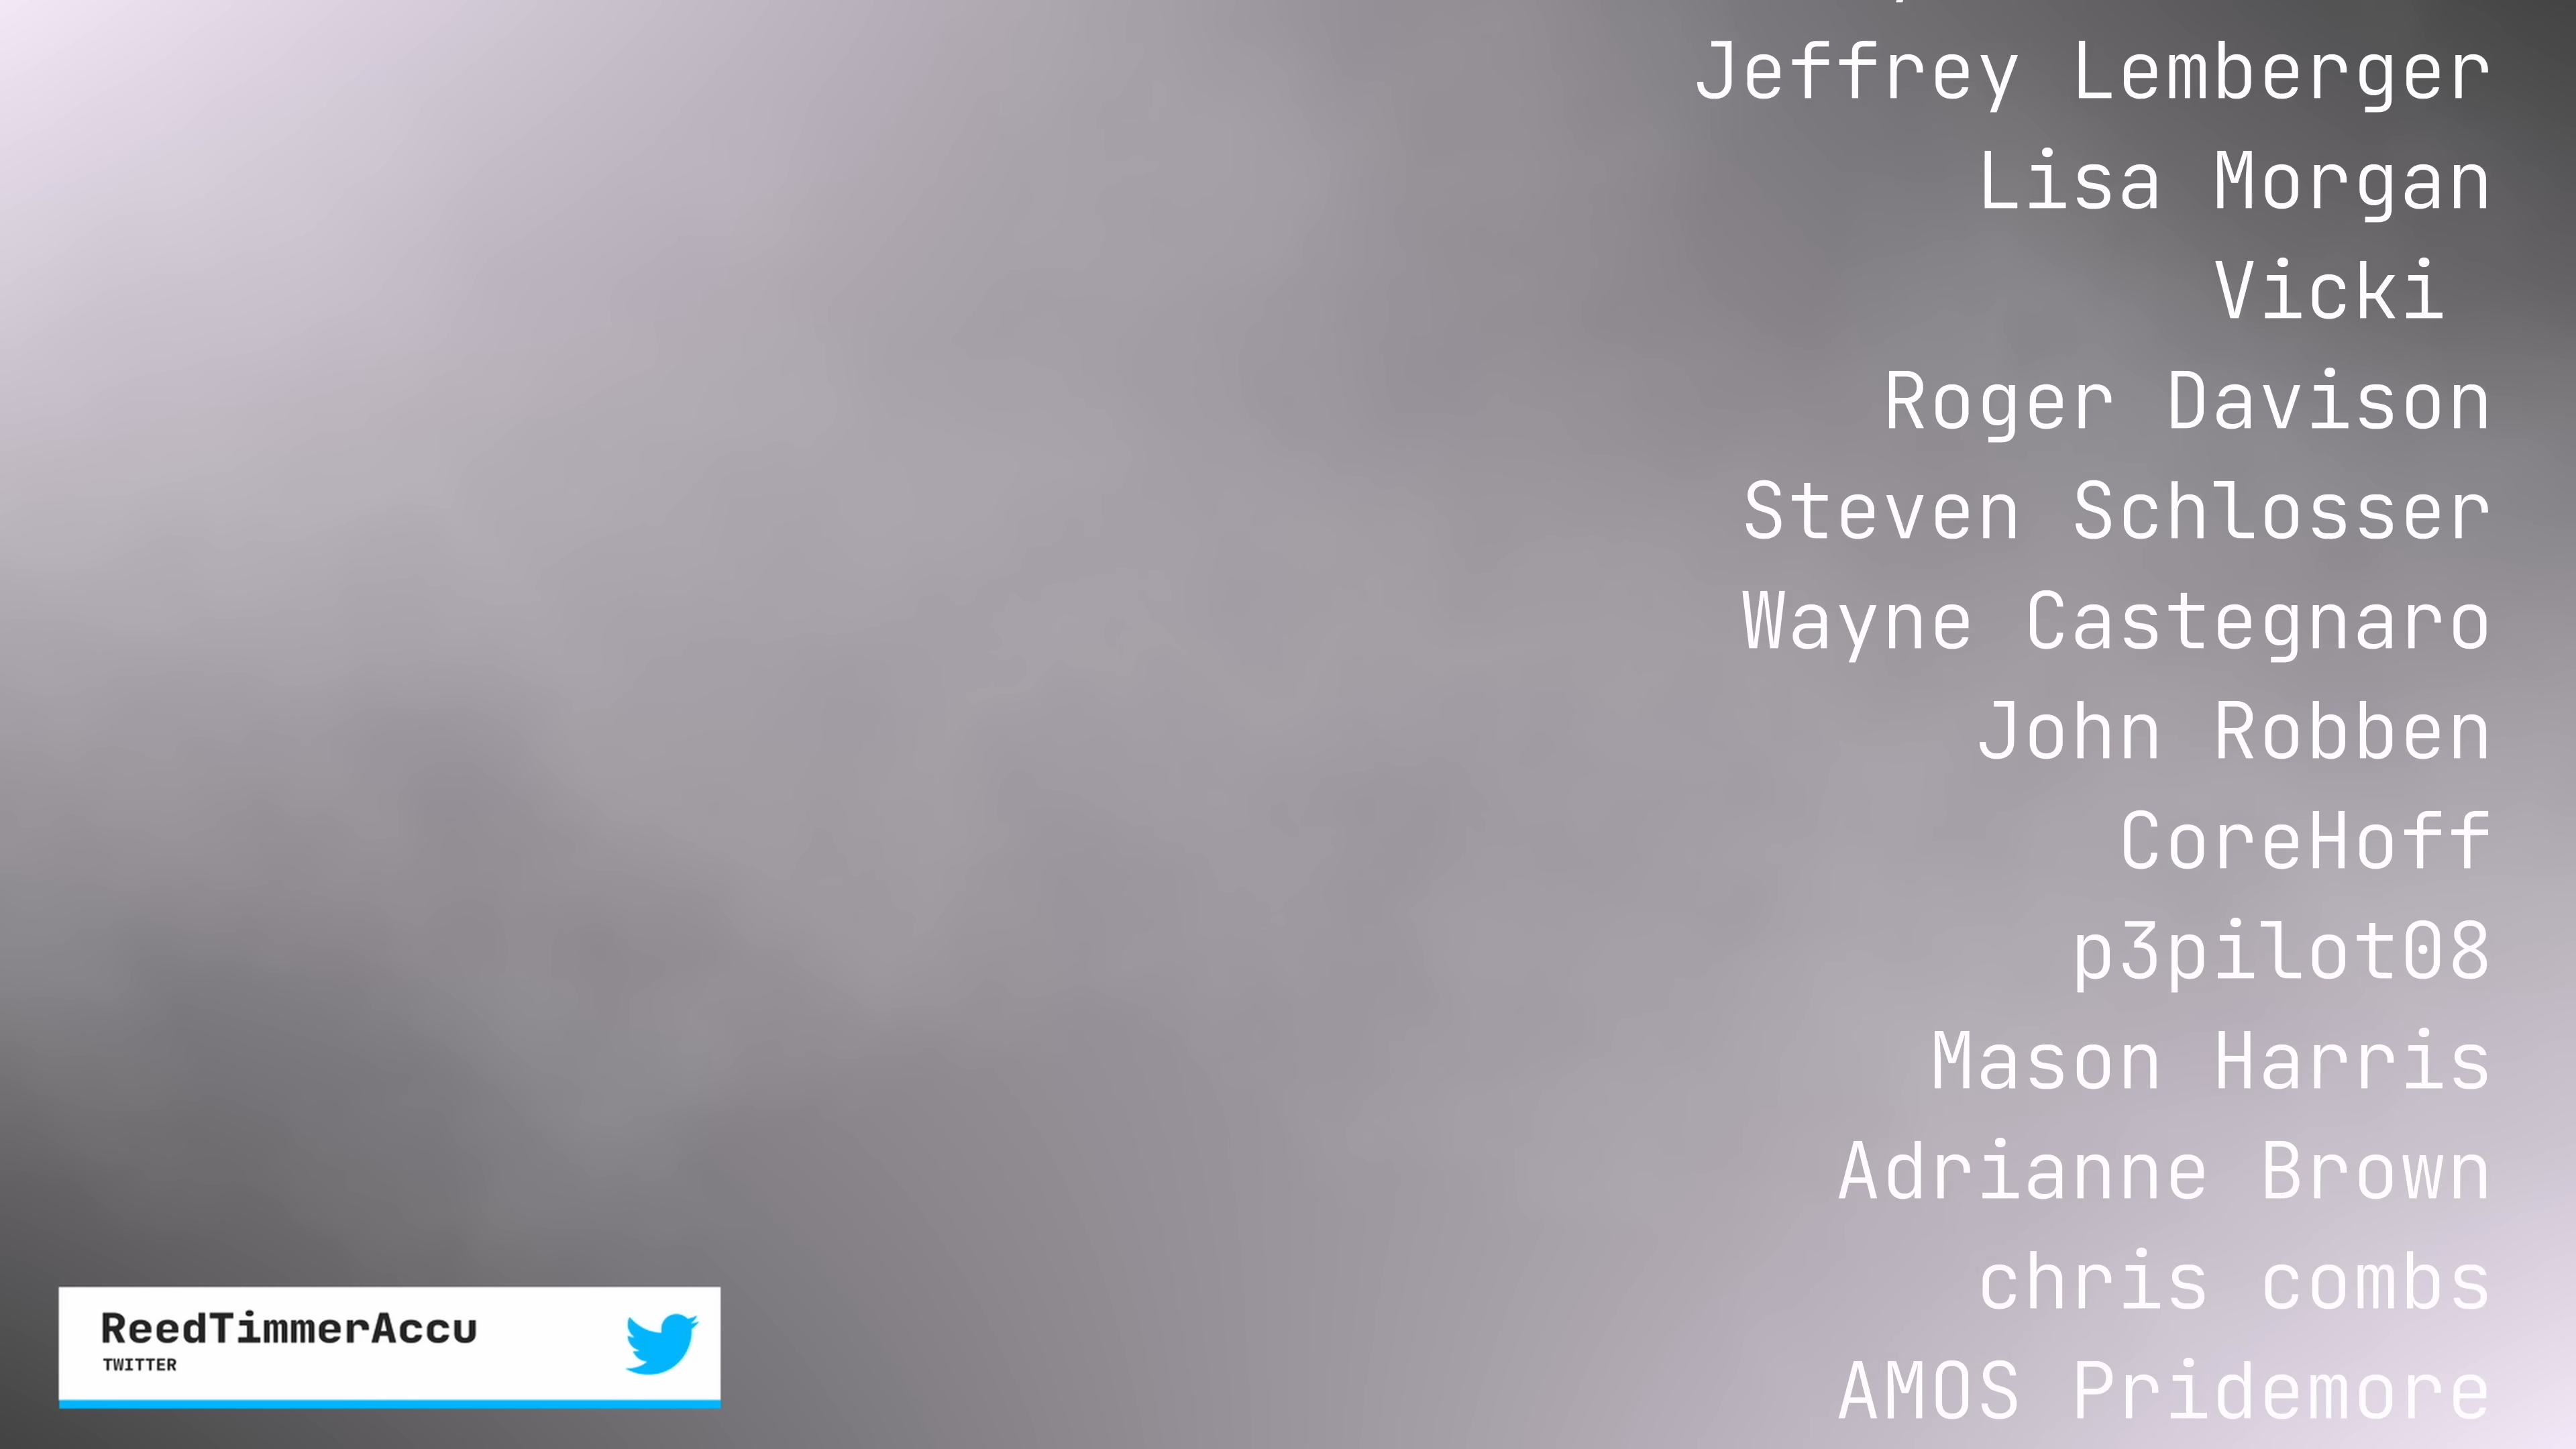 Jeffrey Lemberger
Lisa Morgan
Vicki
Roger Davison
Steven Schlosser
Wayne Castegnaro
John Robben
CoreHoff
p3pilot08
Mason Harris
Adrianne Brown
chris combs
AMOS Pridemore
ReedTimmerAccu
TWITTER